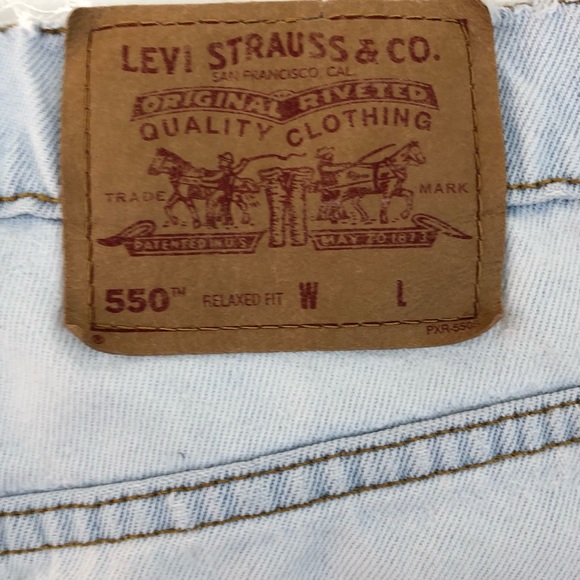 LEVI STRAUSS & CO.
SAN FRANCISCO, CAL.
ORIGINAL RIVETED
QUALITY CLOTHING
TRADE MARK
PATENTED IN U.S. MAY 20 1873
550™ RELAXED FIT W L
® PXR-550